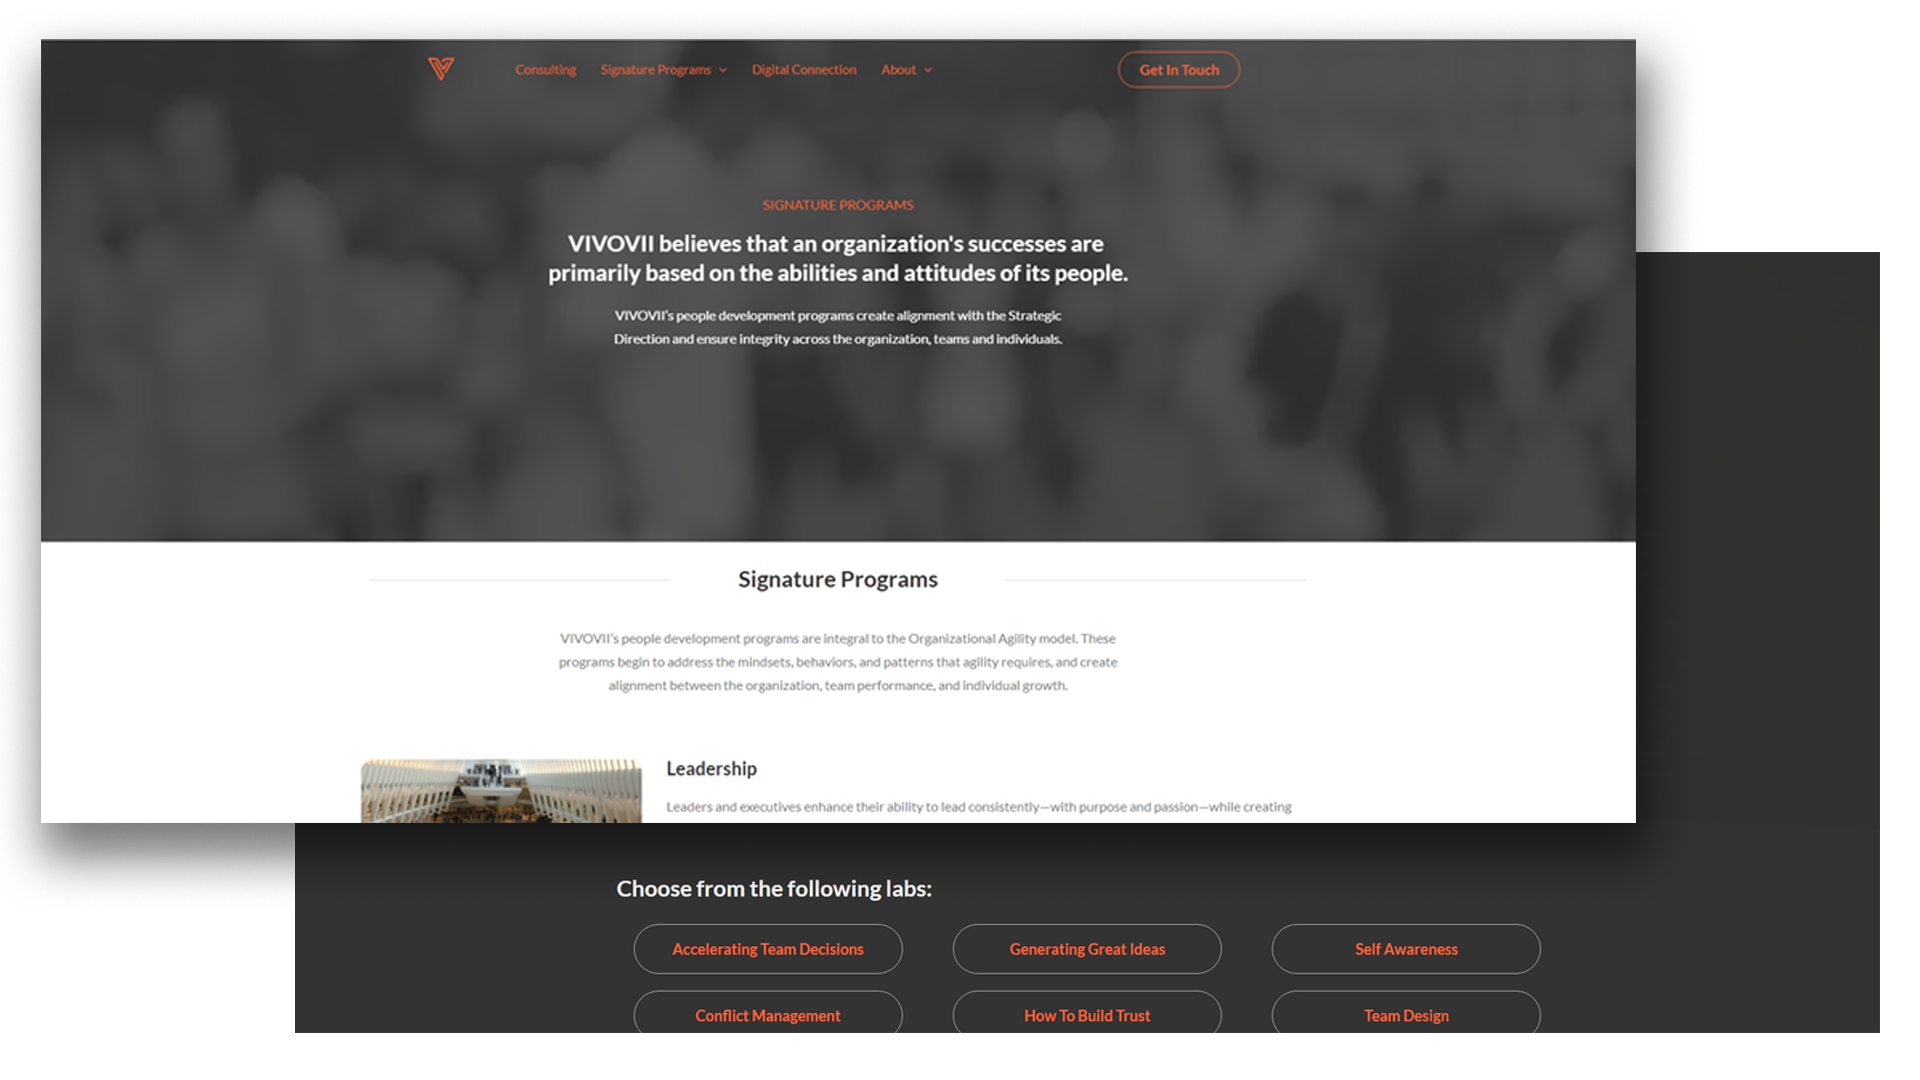 Consulting Signature Programs Digital Connection About Get In Touch
SIGNATURE PROGRAMS
VIVOVII believes that an organization's successes are
primarily based on the abilities and attitudes of its people.
VIVOVII's people development programs create alignment with the Strategic
Direction and ensure integrity across the organization, teams and individuals.
Signature Programs
VIVOVII's people development programs are integral to the Organizational Agility model. These
programs begin to address the mindsets, behaviors, and patterns that agility requires, and create
alignment between the organization, team performance, and individual growth.
Leadership
Leaders and executives enhance their ability to lead consistently—with purpose and passion—while creating
Choose from the following labs:
Accelerating Team Decisions Generating Great Ideas Self Awareness
Conflict Management How To Build Trust Team Design